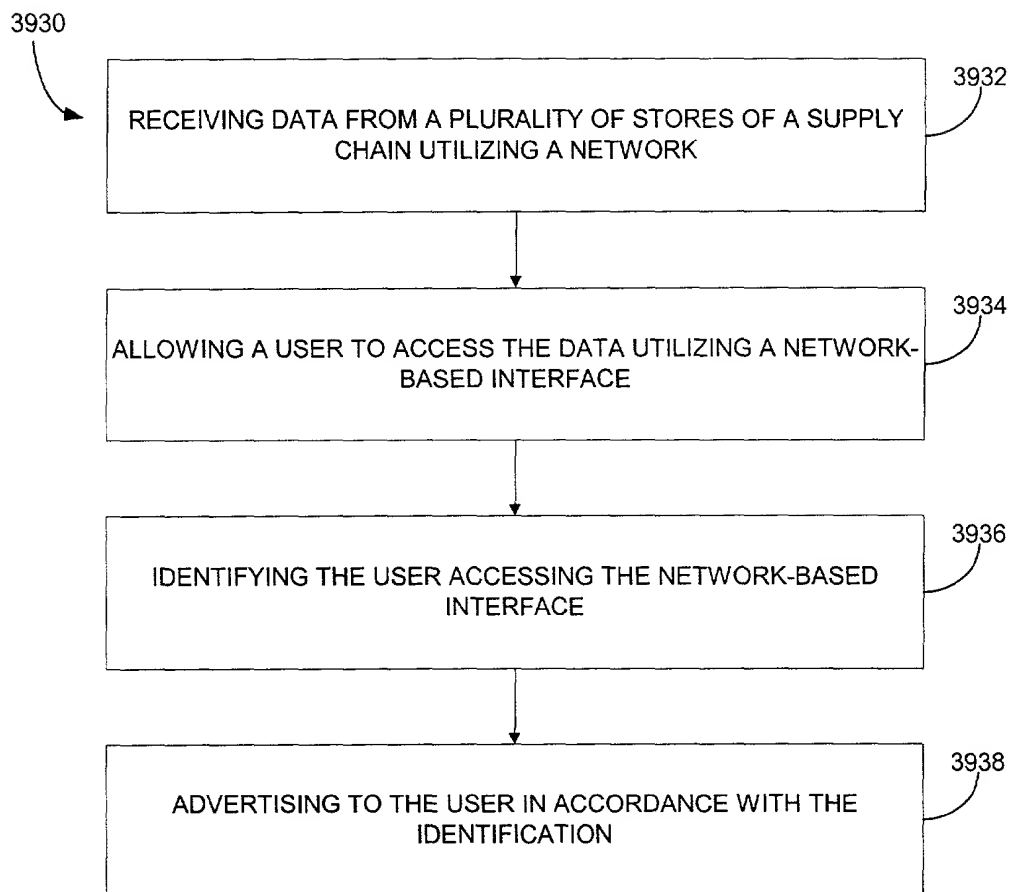 3930
3932
RECEIVING DATA FROM A PLURALITY OF STORES OF A SUPPLY
CHAIN UTILIZING A NETWORK
3934
ALLOWING A USER TO ACCESS THE DATA UTILIZING A NETWORK-
BASED INTERFACE
3936
IDENTIFYING THE USER ACCESSING THE NETWORK-BASED
INTERFACE
3938
ADVERTISING TO THE USER IN ACCORDANCE WITH THE
IDENTIFICATION